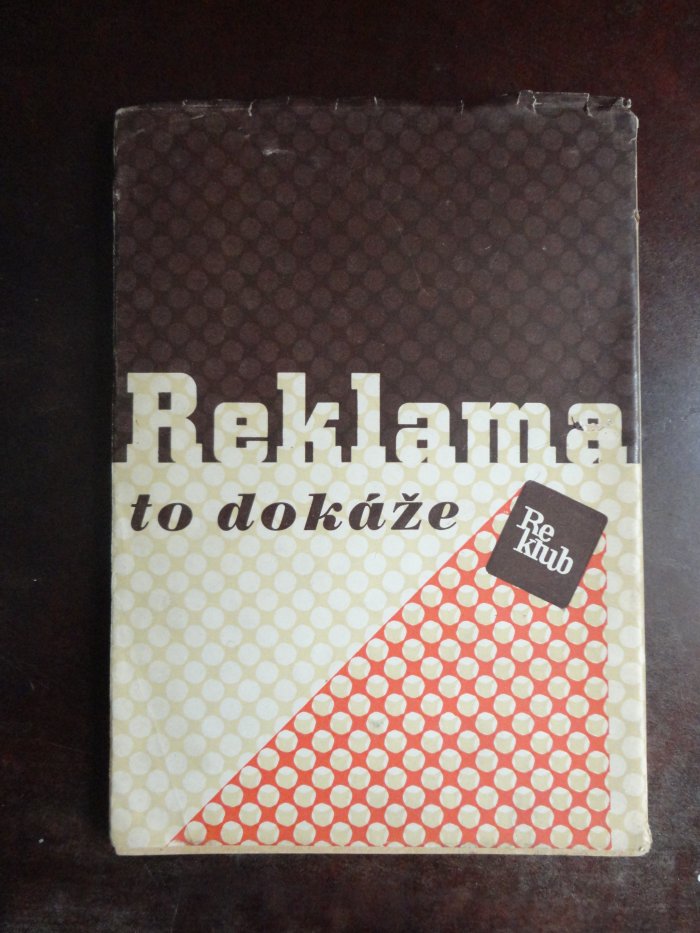 Reklama
to dokáže
Re
klub